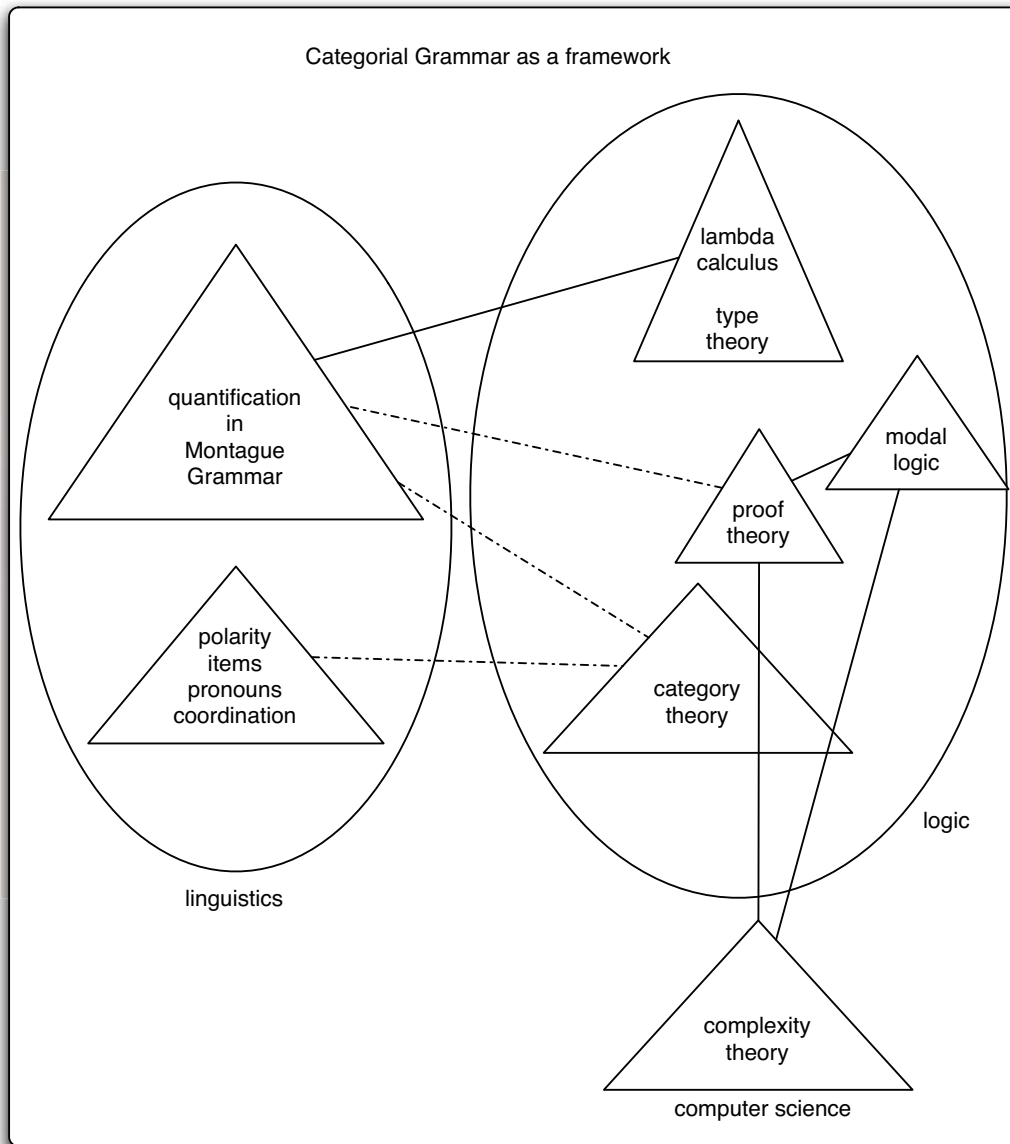 Categorial Grammar as a framework
quantification
in
Montague
Grammar
polarity
items
pronouns
coordination
linguistics
lambda
calculus
type
theory
modal
logic
proof
theory
category
theory
logic
complexity
theory
computer science